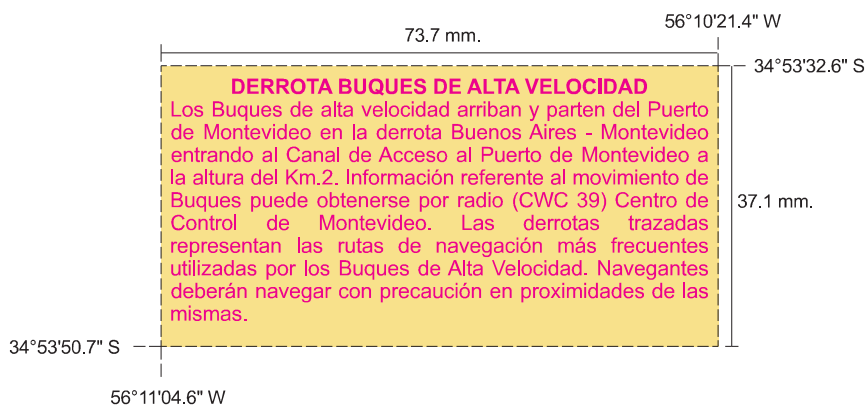 56°10'21.4" W
73.7 mm.
34°53'32.6" S
DERROTA BUQUES DE ALTA VELOCIDAD
Los Buques de alta velocidad arriban y parten del Puerto
de Montevideo en la derrota Buenos Aires - Montevideo
entrando al Canal de Acceso al Puerto de Montevideo a
la altura del Km.2. Información referente al movimiento de
Buques puede obtenerse por radio (CWC 39) Centro de
Control de Montevideo. Las derrotas trazadas
representan las rutas de navegación más frecuentes
utilizadas por los Buques de Alta Velocidad. Navegantes
deberán navegar con precaución en proximidades de las
mismas.
37.1 mm.
34°53'50.7" S
56°11'04.6" W